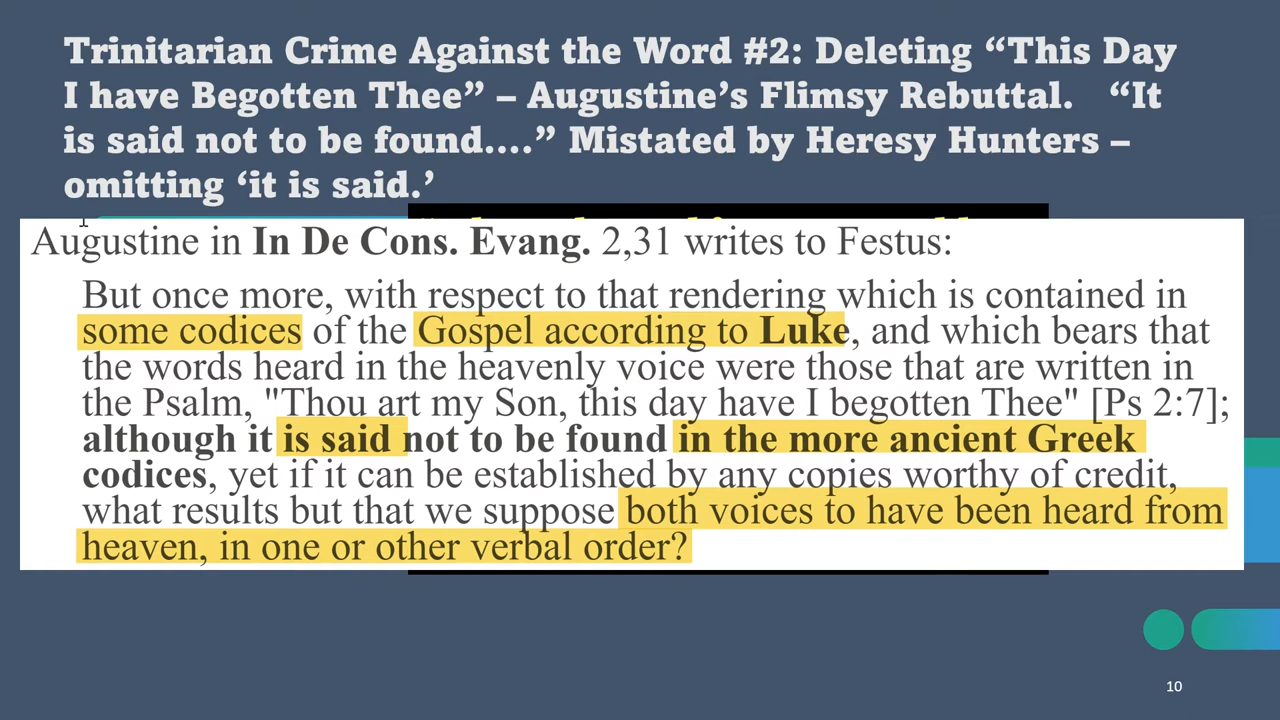 Trinitarian Crime Against the Word #2: Deleting “This Day
I have Begotten Thee” – Augustine’s Flimsy Rebuttal. “It
is said not to be found….” Mistated by Heresy Hunters –
omitting ‘it is said.’
Augustine in In De Cons. Evang. 2,31 writes to Festus:
But once more, with respect to that rendering which is contained in
some codices of the Gospel according to Luke, and which bears that
the words heard in the heavenly voice were those that are written in
the Psalm, "Thou art my Son, this day have I begotten Thee" [Ps 2:7];
although it is said not to be found in the more ancient Greek
codices, yet if it can be established by any copies worthy of credit,
what results but that we suppose both voices to have been heard from
heaven, in one or other verbal order?
10